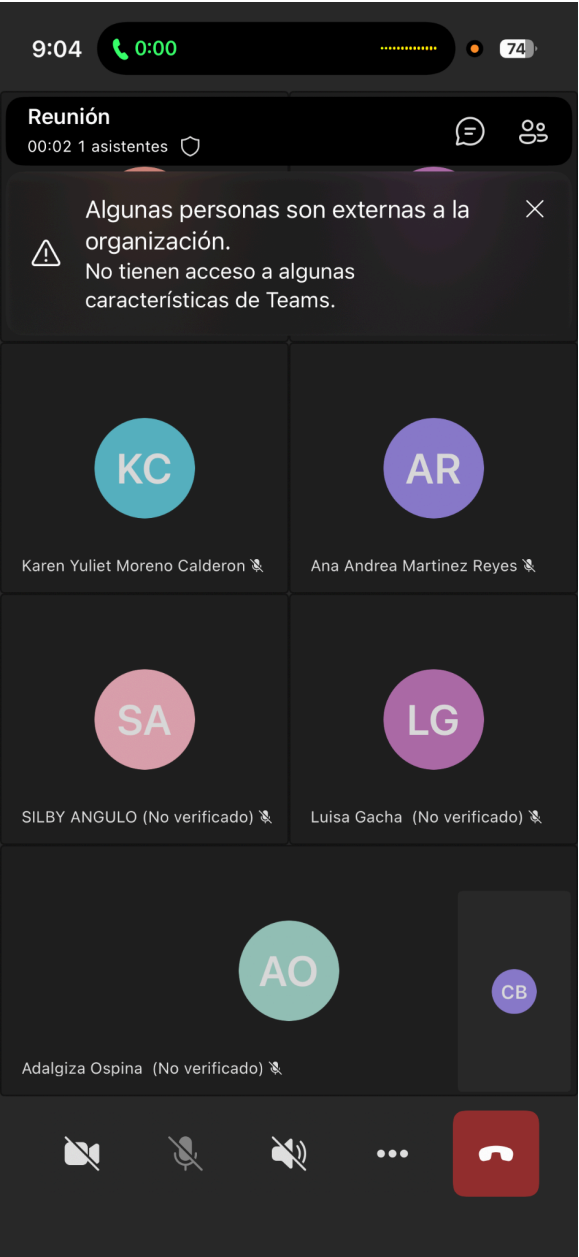 9:04
0:00
74
Reunión
00:02 1 asistentes
Algunas personas son externas a la
organización.
No tienen acceso a algunas
características de Teams.
KC
AR
Karen Yuliet Moreno Calderon
Ana Andrea Martinez Reyes
SA
LG
SILBY ANGULO (No verificado)
Luisa Gacha (No verificado)
AO
CB
Adalgiza Ospina (No verificado)